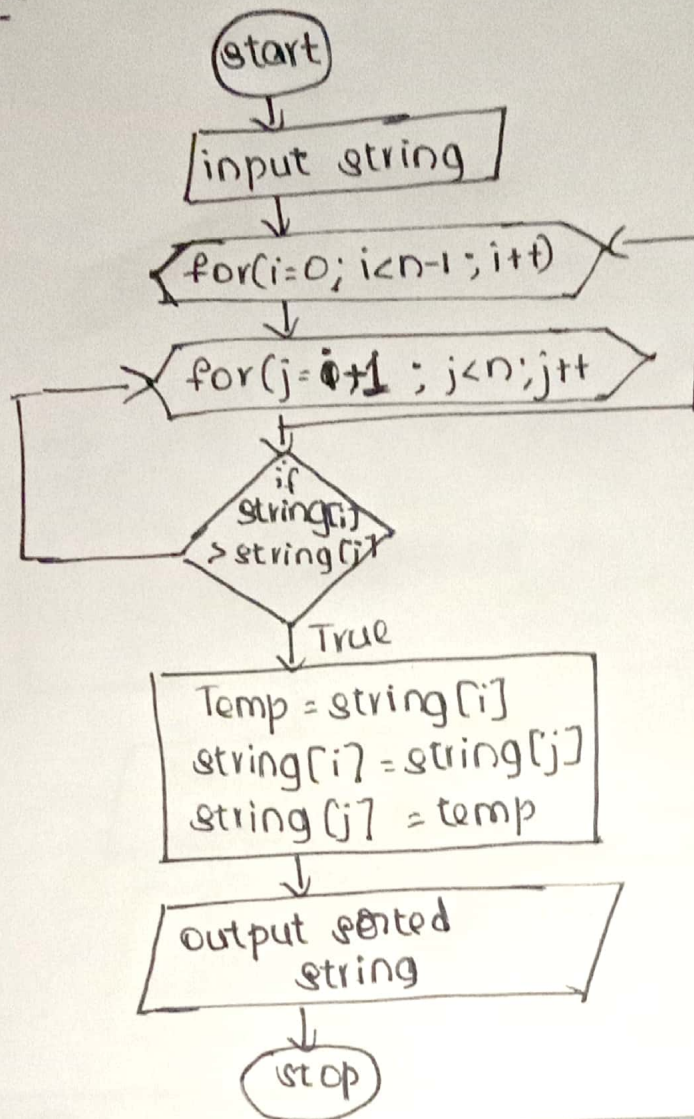 start
input string
for(i=0; i<n-1; i++)
for(j=i+1; j<n; j++
if
string[i]
>string[j]
True
Temp = string[i]
string[i] = string[j]
string[j] = temp
output sorted
string
stop